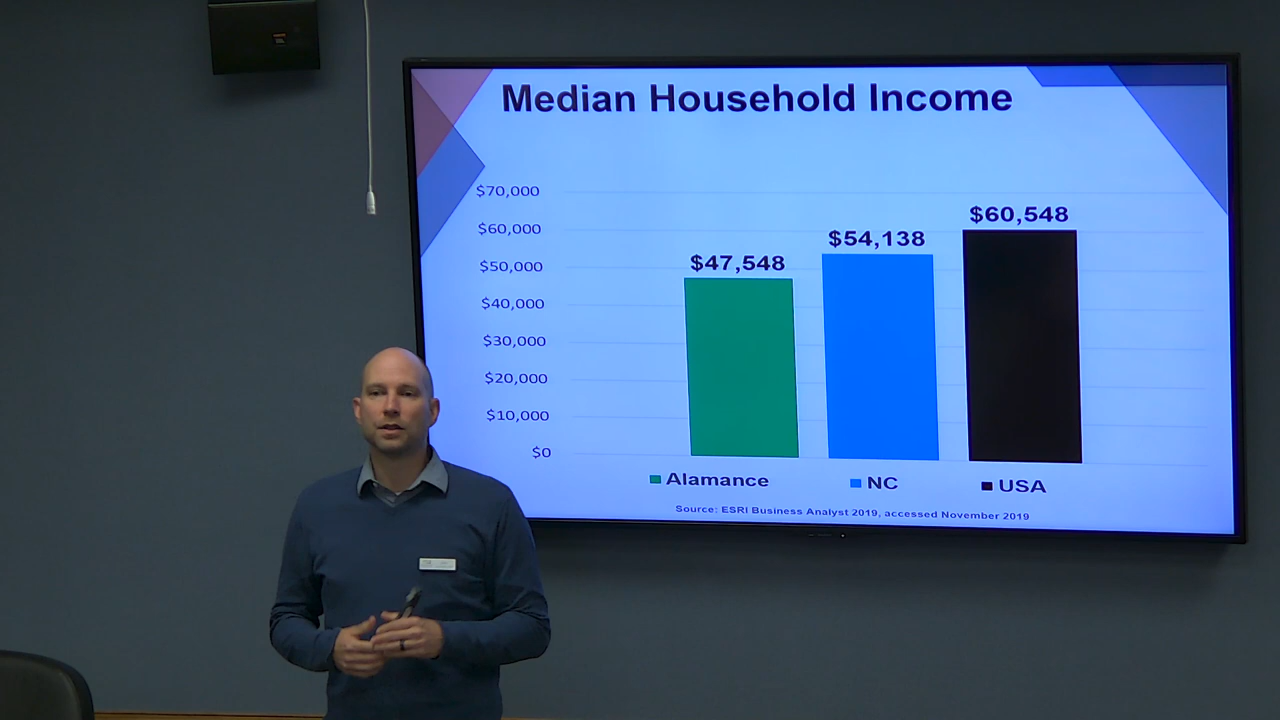 Median Household Income
$70,000
$60,000
$50,000
$40,000
$30,000
$20,000
$10,000
$0
$47,548
$54,138
$60,548
Alamance
NC
USA
Source: ESRI Business Analyst 2019, accessed November 2019